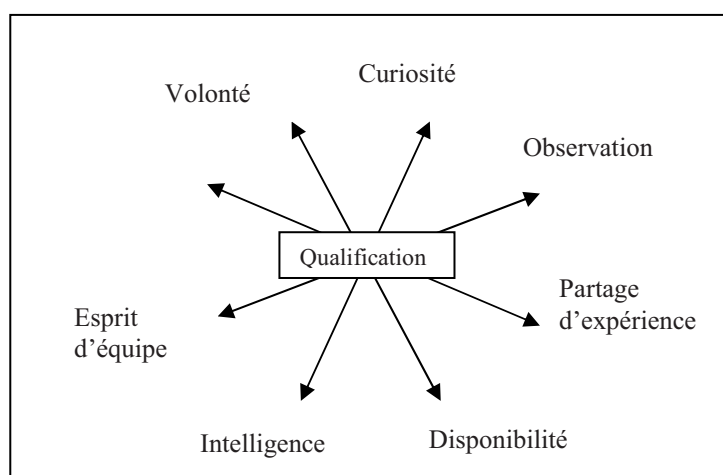 Curiosité
Volonté
Observation
Qualification
Partage
d’expérience
Esprit
d’équipe
Intelligence
Disponibilité